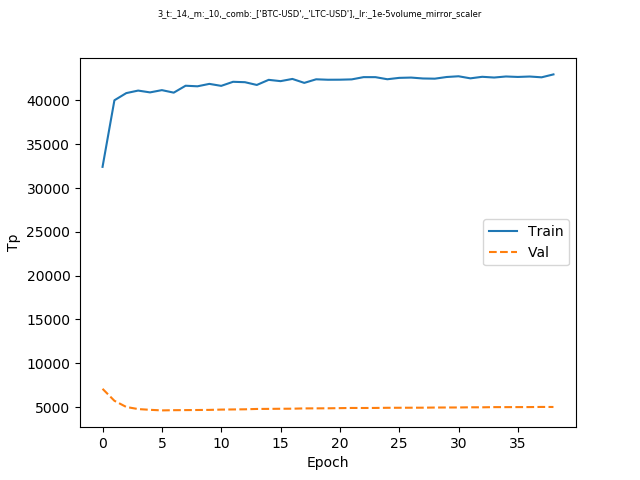 3_t:_14,_m:_10,_comb:_['BTC-USD',_'LTC-USD'],_lr:_1e-5volume_mirror_scaler
40000
35000
30000
25000
20000
15000
10000
5000
Tp
Train
Val
0 5 10 15 20 25 30 35
Epoch